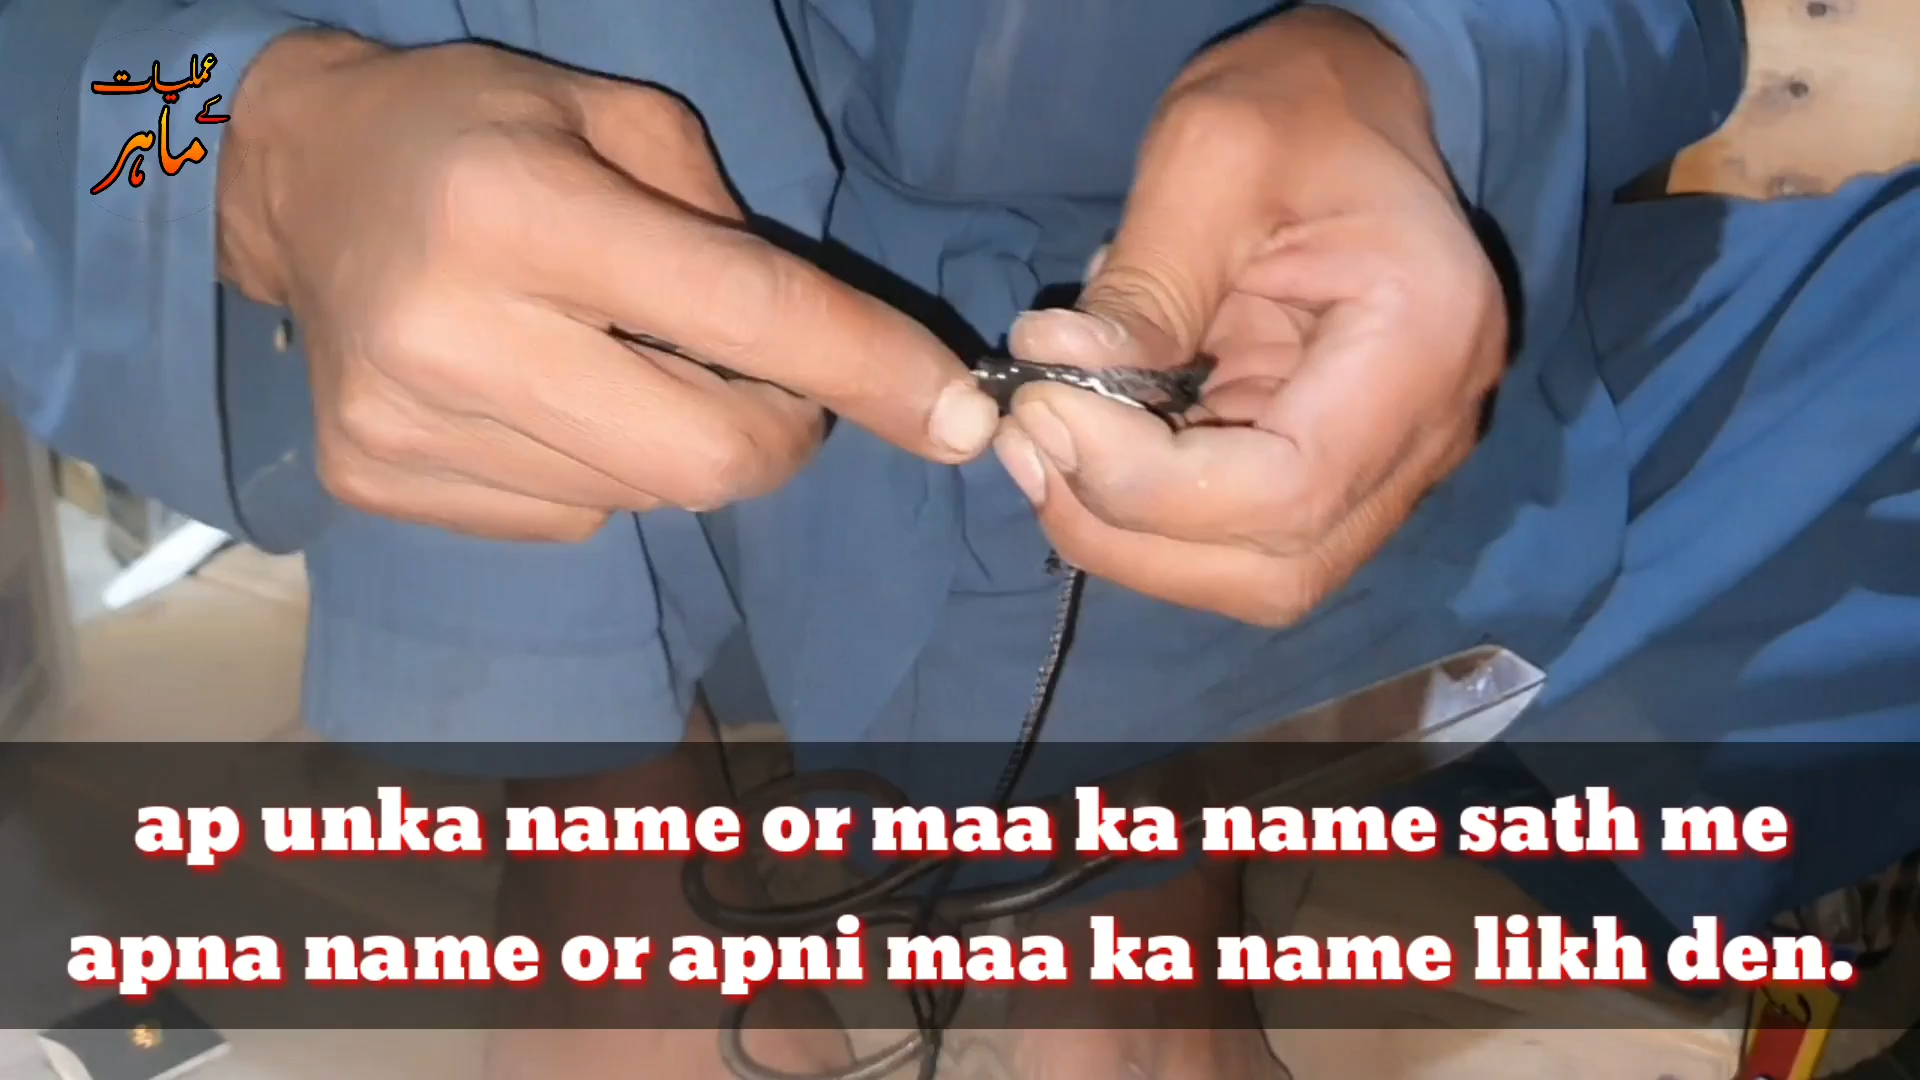 عملیات
کے
ماہر
ap unka name or maa ka name sath me
apna name or apni maa ka name likh den.